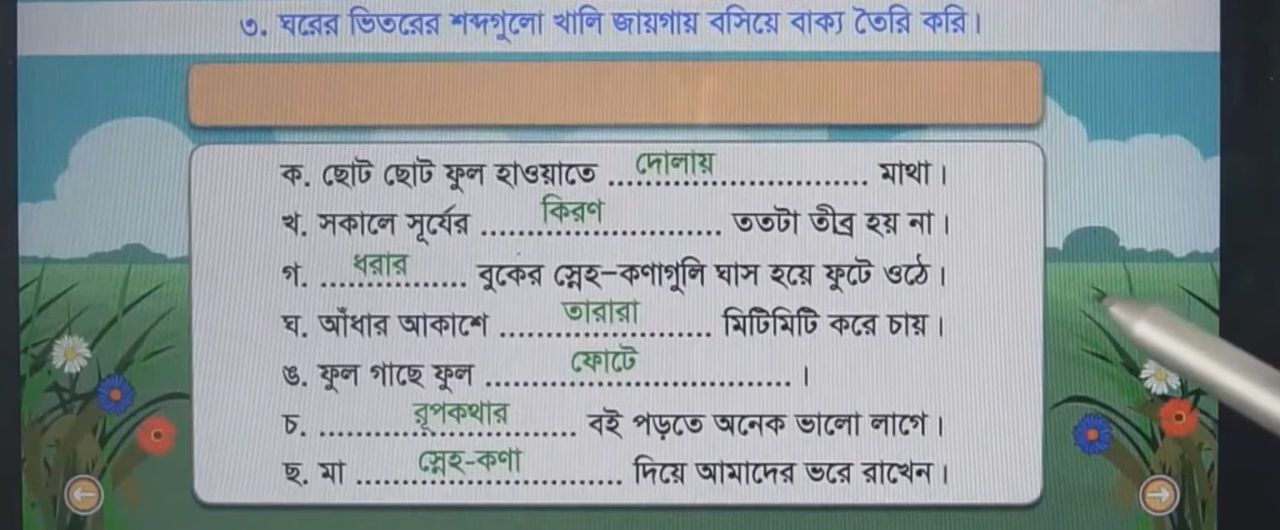 ৩. ঘরের ভিতরের শব্দগুলো খালি জায়গায় বসিয়ে বাক্য তৈরি করি।
ক. ছোট ছোট ফুল হাওয়াতে .......দোলায়....................... মাথা।
খ. সকালে সূর্যের ..........কিরণ................. ততটা তীব্র হয় না।
গ. .....ধরার......... বুকের স্নেহ-কণাগুলি ঘাস হয়ে ফুটে ওঠে।
ঘ. আঁধার আকাশে ...........তারারা............ মিটিমিটি করে চায়।
ঙ. ফুল গাছে ফুল ...............ফোটে......................।
চ. ................রূপকথার............ বই পড়তে অনেক ভালো লাগে।
ছ. মা ...........স্নেহ-কণা................. দিয়ে আমাদের ভরে রাখেন।